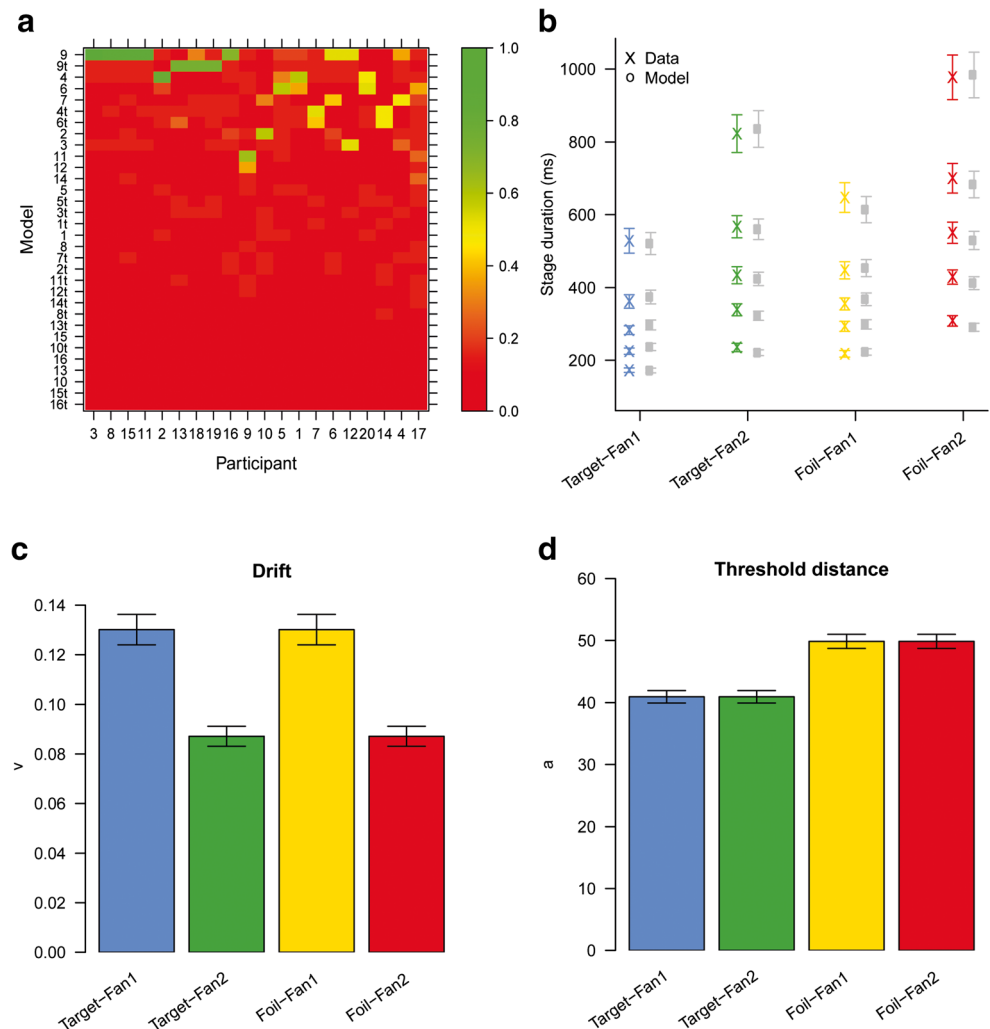 a
Model
9
9t
4
6
7
4t
6t
2
3
11
12
14
5
5t
3t
1t
1
8
7t
2t
11t
12t
14t
8t
13t
15
10t
16
13
10
15t
16t
3 8 15 11 2 13 18 19 16 9 10 5 1 7 6 12 20 14 4 17
Participant
1.0
0.8
0.6
0.4
0.2
0.0
b
Stage duration (ms)
1000
800
600
400
200
Data
Model
Target−Fan1
Target−Fan2
Foil−Fan1
Foil−Fan2
c
Drift
v
0.14
0.12
0.10
0.08
0.06
0.04
0.02
0.00
Target−Fan1
Target−Fan2
Foil−Fan1
Foil−Fan2
d
Threshold distance
a
60
50
40
30
20
10
0
Target−Fan1
Target−Fan2
Foil−Fan1
Foil−Fan2